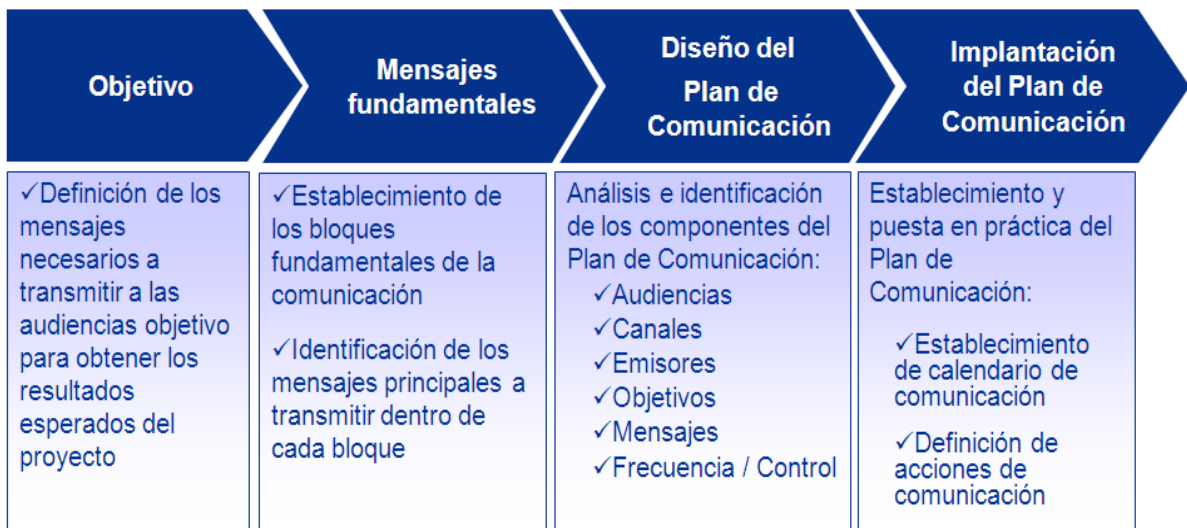 Objetivo
Mensajes
fundamentales
Diseño del
Plan de
Comunicación
Implantación
del Plan de
Comunicación
✓Definición de los
mensajes
necesarios a
transmitir a las
audiencias objetivo
para obtener los
resultados
esperados del
proyecto
✓Establecimiento de
los bloques
fundamentales de la
comunicación
✓Identificación de los
mensajes principales a
transmitir dentro de
cada bloque
Análisis e identificación
de los componentes del
Plan de Comunicación:
✓Audiencias
✓Canales
✓Emisores
✓Objetivos
✓Mensajes
✓Frecuencia / Control
Establecimiento y
puesta en práctica del
Plan de
Comunicación:
✓Establecimiento
de calendario de
comunicación
✓Definición de
acciones de
comunicación